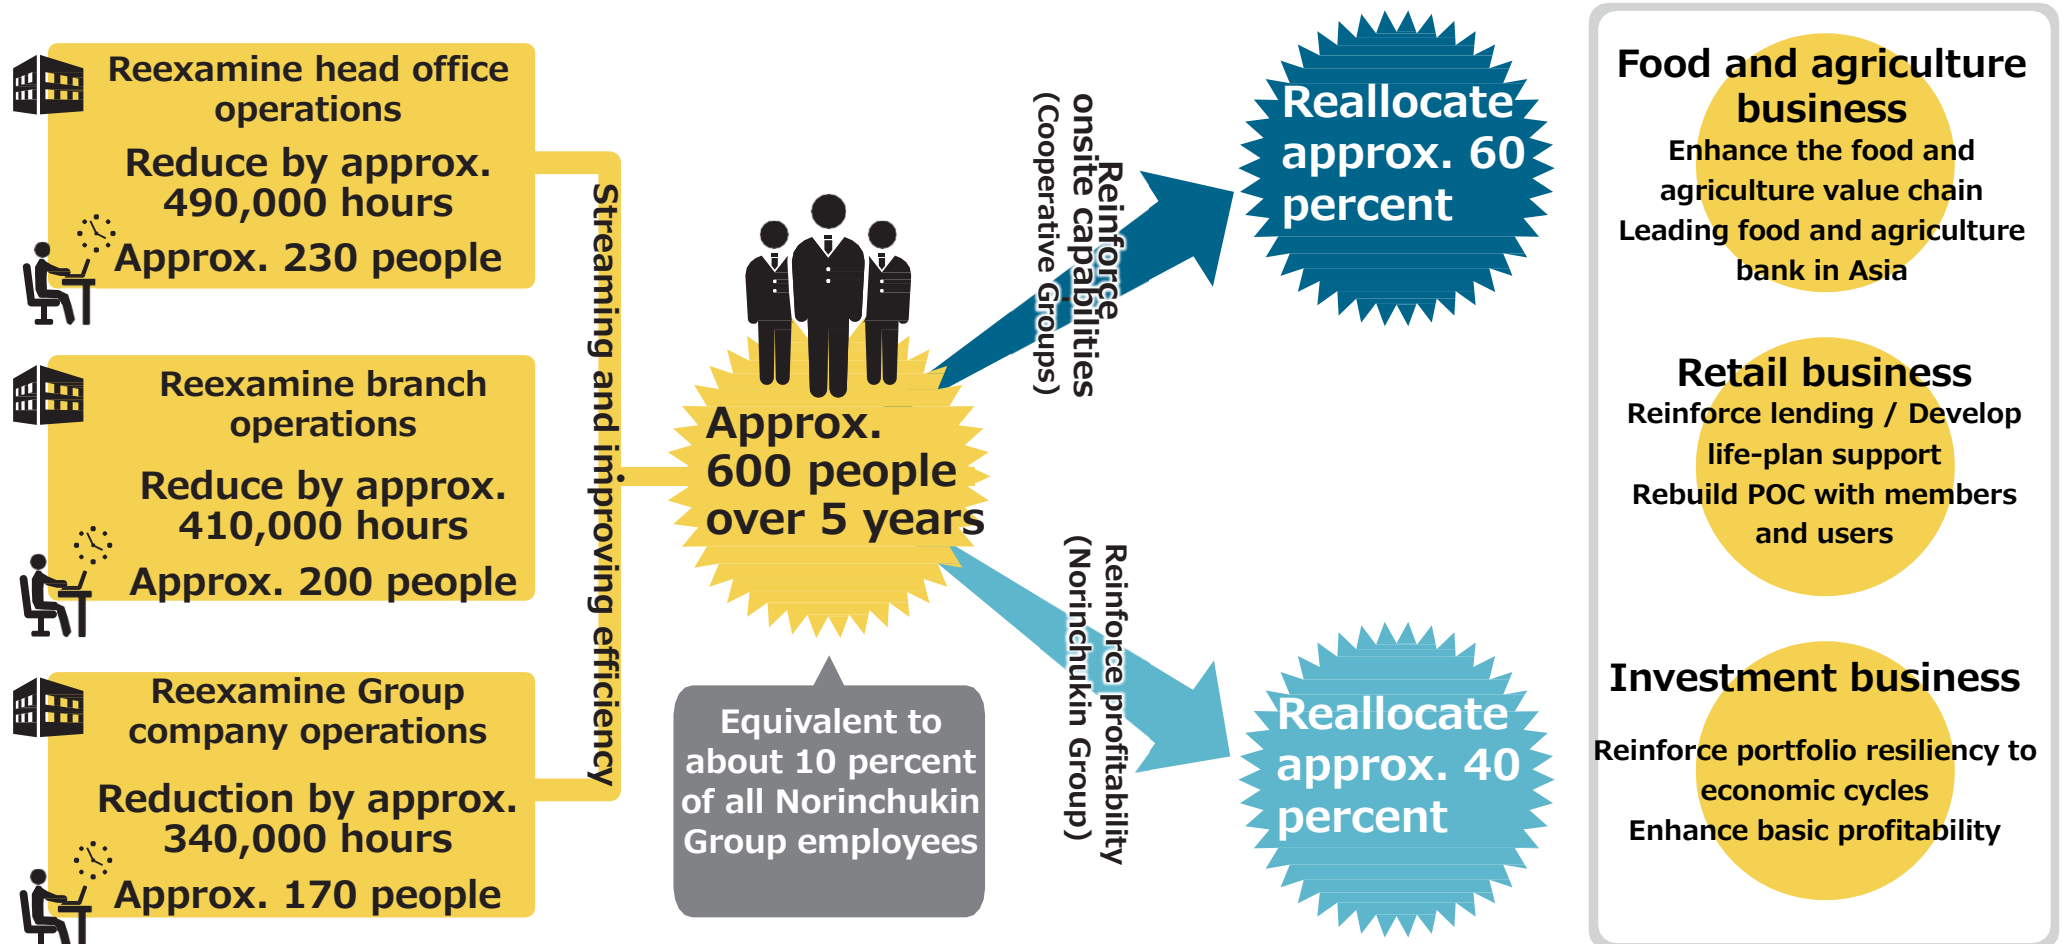 Reexamine head office
operations
Reduce by approx.
490,000 hours
Approx. 230 people
Reexamine branch
operations
Reduce by approx.
410,000 hours
Approx. 200 people
Reexamine Group
company operations
Reduction by approx.
340,000 hours
Approx. 170 people
Streaming and improving efficiency
Approx.
600 people
over 5 years
Equivalent to
about 10 percent
of all Norinchukin
Group employees
Reinforce
onsite capabilities
(Cooperative Groups)
Reallocate
approx. 60
percent
Reinforce profitability
(Norinchukin Group)
Reallocate
approx. 40
percent
Food and agriculture
business
Enhance the food and
agriculture value chain
Leading food and agriculture
bank in Asia
Retail business
Reinforce lending / Develop
life-plan support
Rebuild POC with members
and users
Investment business
Reinforce portfolio resiliency to
economic cycles
Enhance basic profitability